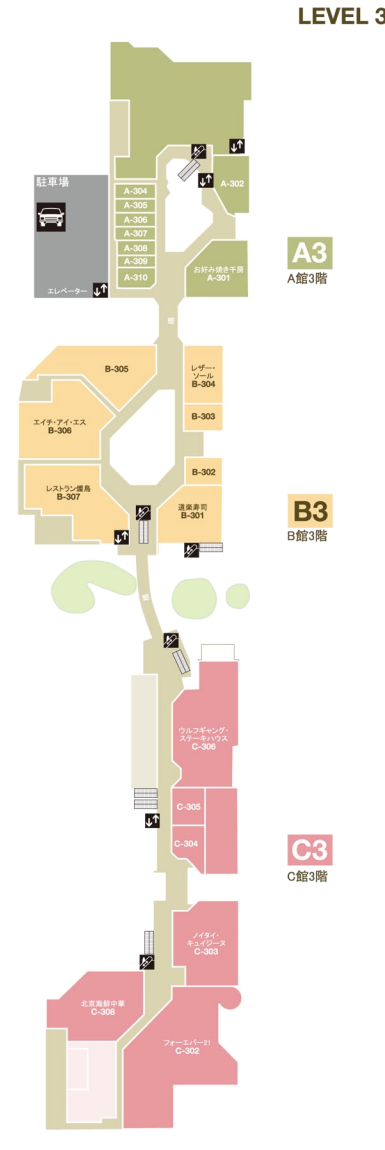 LEVEL 3
駐車場
A-302
A-304
A-305
A-306
A-307
A-308
A-309
A-310
エレベーター
お好み焼き千房
A-301
A3
A館3階
橋
B-305
レザー・
ソール
B-304
B-303
エイチ・アイ・エス
B-306
B-302
レストラン燦鳥
B-307
道楽寿司
B-301
B3
B館3階
橋
ウルフギャング・
ステーキハウス
C-306
C-305
C-304
C3
C館3階
ノイタイ・
キュイジーヌ
C-303
北京海鮮中華
C-308
フォーエバー21
C-302